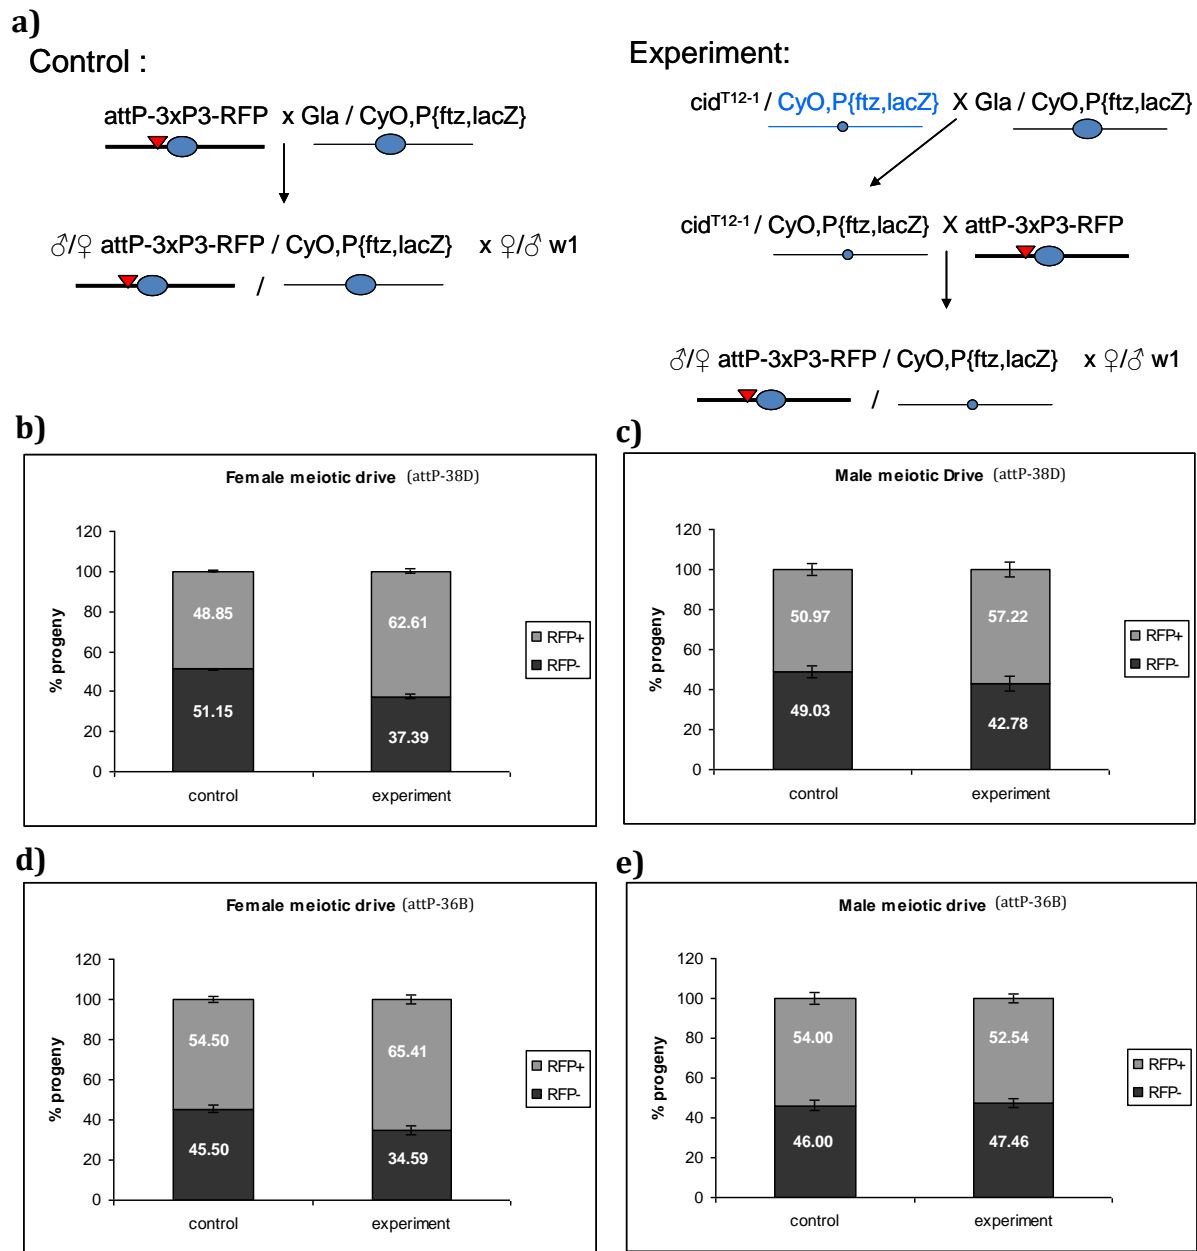 a)
Control :
attP-3xP3-RFP x Gla / CyO,P{ftz,lacZ}
♂/♀ attP-3xP3-RFP / CyO,P{ftz,lacZ} x ♀/♂ w1
/
Experiment:
cidT12-1 / CyO,P{ftz,lacZ} X Gla / CyO,P{ftz,lacZ}
cidT12-1 / CyO,P{ftz,lacZ} X attP-3xP3-RFP
♂/♀ attP-3xP3-RFP / CyO,P{ftz,lacZ} x ♀/♂ w1
/
b)
Female meiotic drive (attP-38D)
% progeny
120
100
80
60
40
20
0
48.85
62.61
51.15
37.39
control
experiment
RFP+
RFP-
c)
Male meiotic Drive (attP-38D)
% progeny
120
100
80
60
40
20
0
50.97
57.22
49.03
42.78
control
experiment
RFP+
RFP-
d)
Female meiotic drive (attP-36B)
% progeny
120
100
80
60
40
20
0
54.50
65.41
45.50
34.59
control
experiment
RFP+
RFP-
e)
Male meiotic drive (attP-36B)
% progeny
120
100
80
60
40
20
0
54.00
52.54
46.00
47.46
control
experiment
RFP+
RFP-